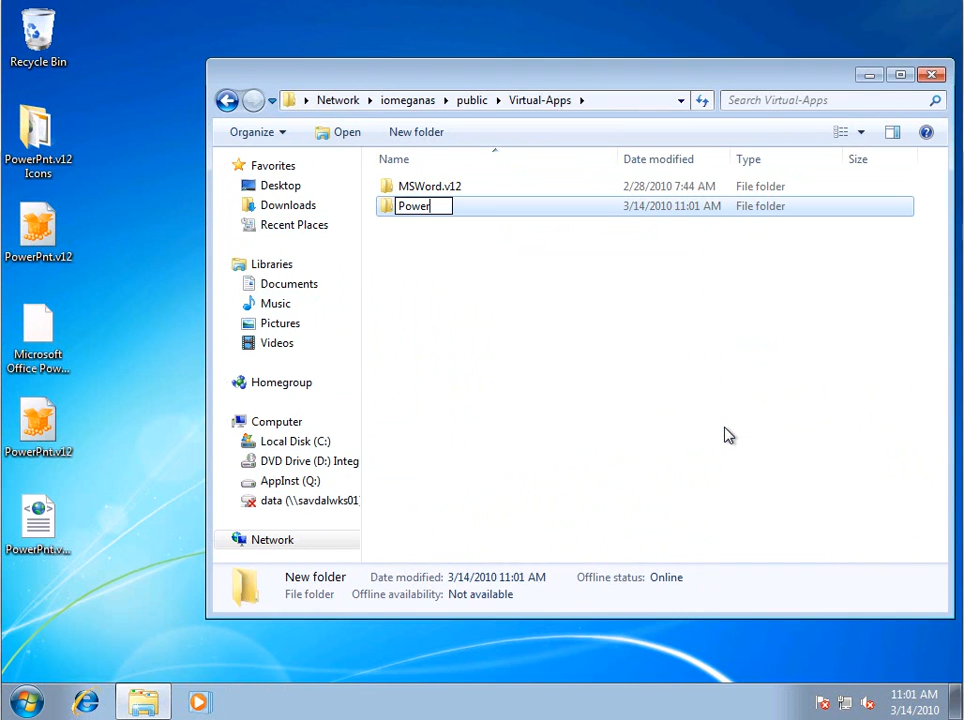 Recycle Bin
PowerPnt.v12
Icons
PowerPnt.v12
Microsoft
Office Pow...
PowerPnt.v12
PowerPnt.v...
Network iomeganas public Virtual-Apps
Search Virtual-Apps
Organize Open New folder
Name Date modified Type Size
MSWord.v12 2/28/2010 7:44 AM File folder
Power 3/14/2010 11:01 AM File folder
Favorites
Desktop
Downloads
Recent Places
Libraries
Documents
Music
Pictures
Videos
Homegroup
Computer
Local Disk (C:)
DVD Drive (D:) Integ
AppInst (Q:)
data (\\savdalwks01
Network
New folder Date modified: 3/14/2010 11:01 AM Offline status: Online
File folder Offline availability: Not available
11:01 AM
3/14/2010